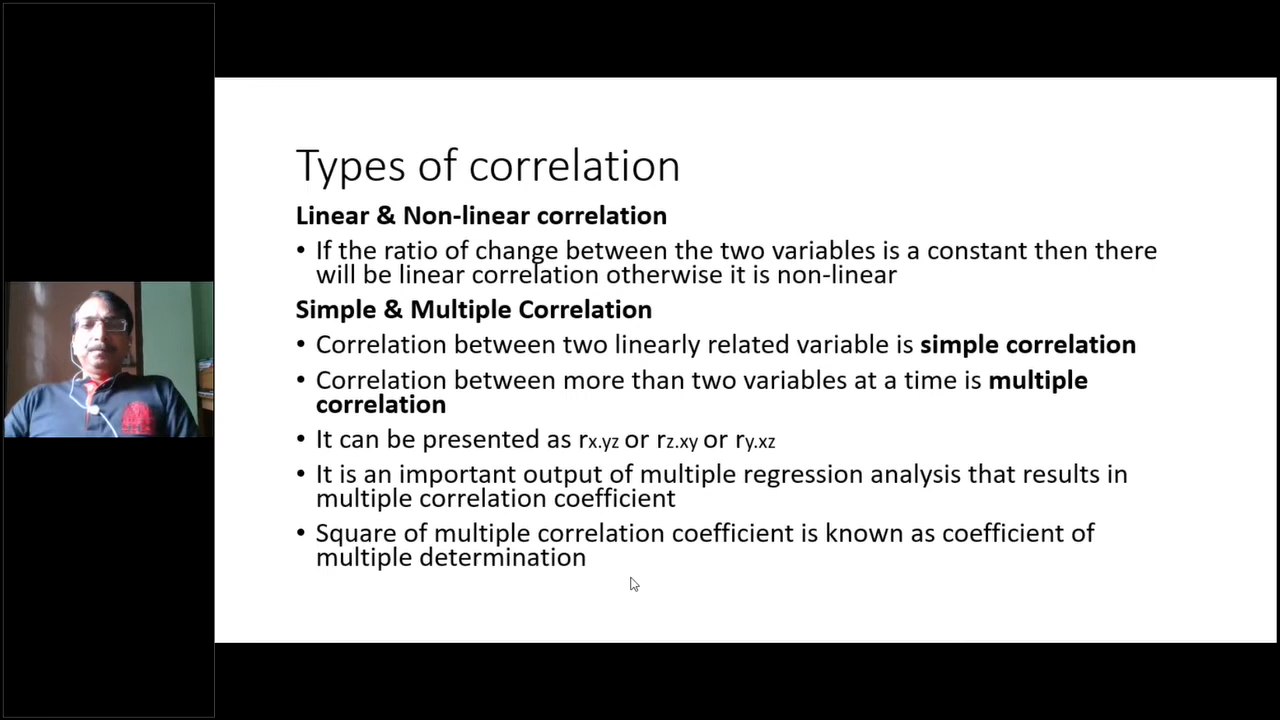 Types of correlation
Linear & Non-linear correlation
• If the ratio of change between the two variables is a constant then there
will be linear correlation otherwise it is non-linear
Simple & Multiple Correlation
• Correlation between two linearly related variable is simple correlation
• Correlation between more than two variables at a time is multiple
correlation
• It can be presented as rx.yz or rz.xy or ry.xz
• It is an important output of multiple regression analysis that results in
multiple correlation coefficient
• Square of multiple correlation coefficient is known as coefficient of
multiple determination